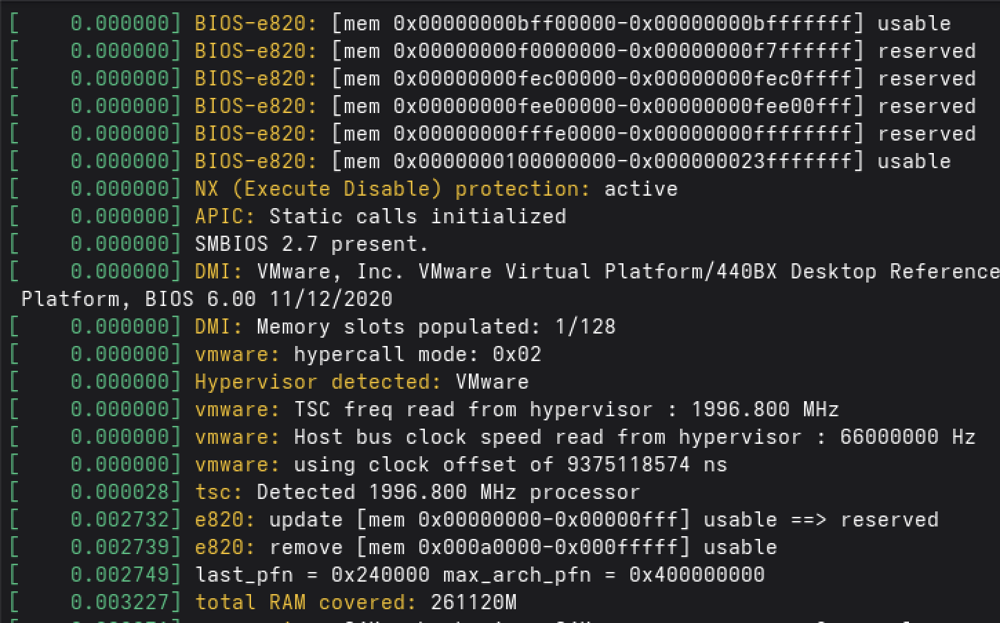 [    0.000000] BIOS-e820: [mem 0x00000000bff00000-0x00000000bfffffff] usable
[    0.000000] BIOS-e820: [mem 0x00000000f0000000-0x00000000f7ffffff] reserved
[    0.000000] BIOS-e820: [mem 0x00000000fec00000-0x00000000fec0ffff] reserved
[    0.000000] BIOS-e820: [mem 0x00000000fee00000-0x00000000fee00fff] reserved
[    0.000000] BIOS-e820: [mem 0x00000000fffe0000-0x00000000ffffffff] reserved
[    0.000000] BIOS-e820: [mem 0x0000000100000000-0x000000023fffffff] usable
[    0.000000] NX (Execute Disable) protection: active
[    0.000000] APIC: Static calls initialized
[    0.000000] SMBIOS 2.7 present.
[    0.000000] DMI: VMware, Inc. VMware Virtual Platform/440BX Desktop Reference
 Platform, BIOS 6.00 11/12/2020
[    0.000000] DMI: Memory slots populated: 1/128
[    0.000000] vmware: hypercall mode: 0x02
[    0.000000] Hypervisor detected: VMware
[    0.000000] vmware: TSC freq read from hypervisor : 1996.800 MHz
[    0.000000] vmware: Host bus clock speed read from hypervisor : 66000000 Hz
[    0.000000] vmware: using clock offset of 9375118574 ns
[    0.000028] tsc: Detected 1996.800 MHz processor
[    0.002732] e820: update [mem 0x00000000-0x00000fff] usable ==> reserved
[    0.002739] e820: remove [mem 0x000a0000-0x000fffff] usable
[    0.002749] last_pfn = 0x240000 max_arch_pfn = 0x400000000
[    0.003227] total RAM covered: 261120M